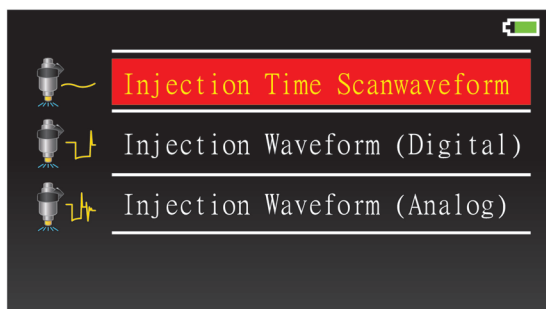 Injection Time Scanwaveform
Injection Waveform (Digital)
Injection Waveform (Analog)